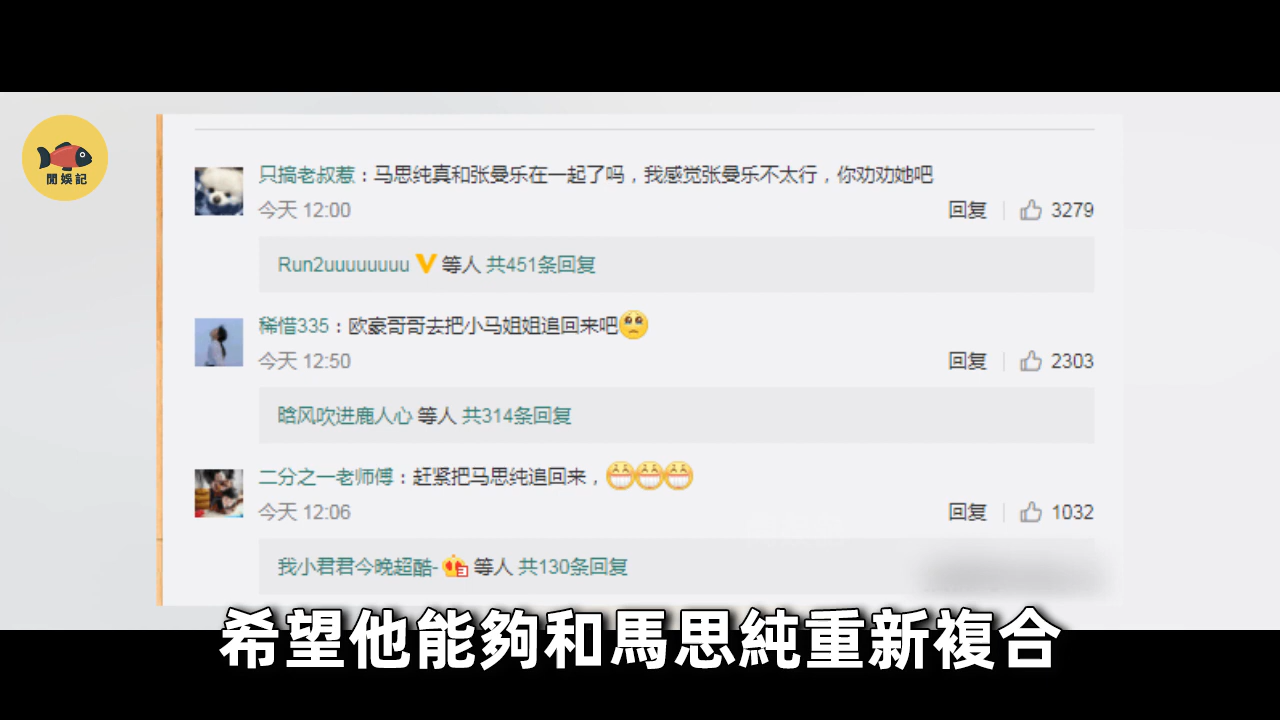 閒娛記
只搞老叔惹：马思纯真和张曼乐在一起了吗，我感觉张曼乐不太行，你劝劝她吧
今天 12:00 回复 3279
Run2uuuuuuuu 等人 共451条回复
稀惜335：欧豪哥哥去把小马姐姐追回来吧
今天 12:50 回复 2303
晗风吹进鹿人心 等人 共314条回复
二分之一老师傅：赶紧把马思纯追回来，
今天 12:06 回复 1032
我小君君今晚超酷- 等人 共130条回复
希望他能夠和馬思純重新複合